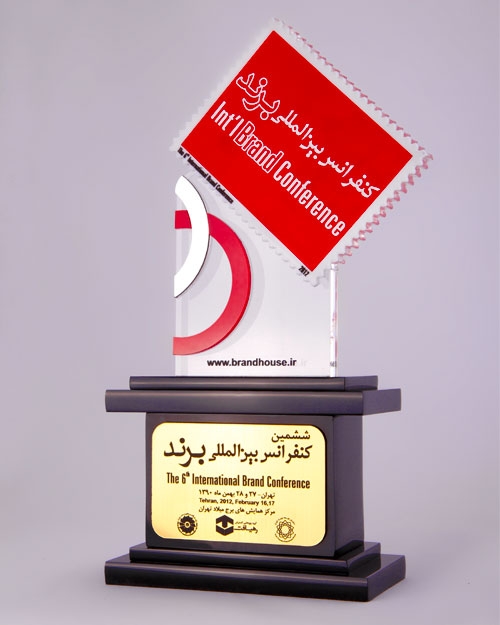 کنفرانس بین‌المللی برند
Int'l Brand Conference
The 6th International Brand Conference
2012
www.brandhouse.ir
ششمین
کنفرانس بین‌المللی برند
The 6th International Brand Conference
تهران - ۲۷ و ۲۸ بهمن ماه ۱۳۹۰
Tehran, 2012, February 16,17
مرکز همایش های برج میلاد تهران
رهیافت